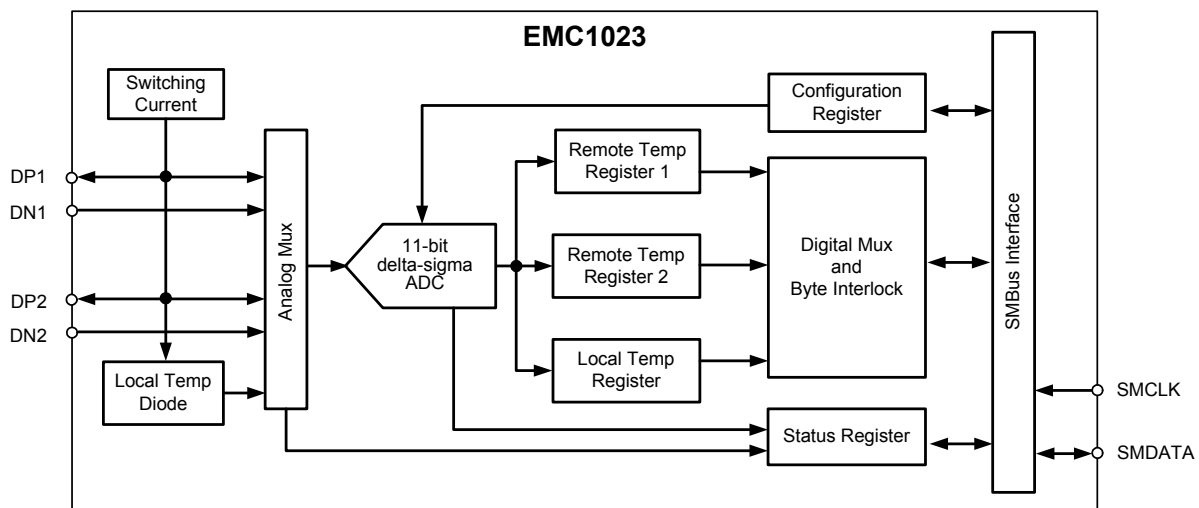 EMC1023
Switching
Current
Configuration
Register
Remote Temp
Register 1
DP1
DN1
Analog Mux
11-bit
delta-sigma
ADC
Remote Temp
Register 2
Digital Mux
and
Byte Interlock
SMBus Interface
DP2
DN2
Local Temp
Diode
Local Temp
Register
SMCLK
Status Register
SMDATA